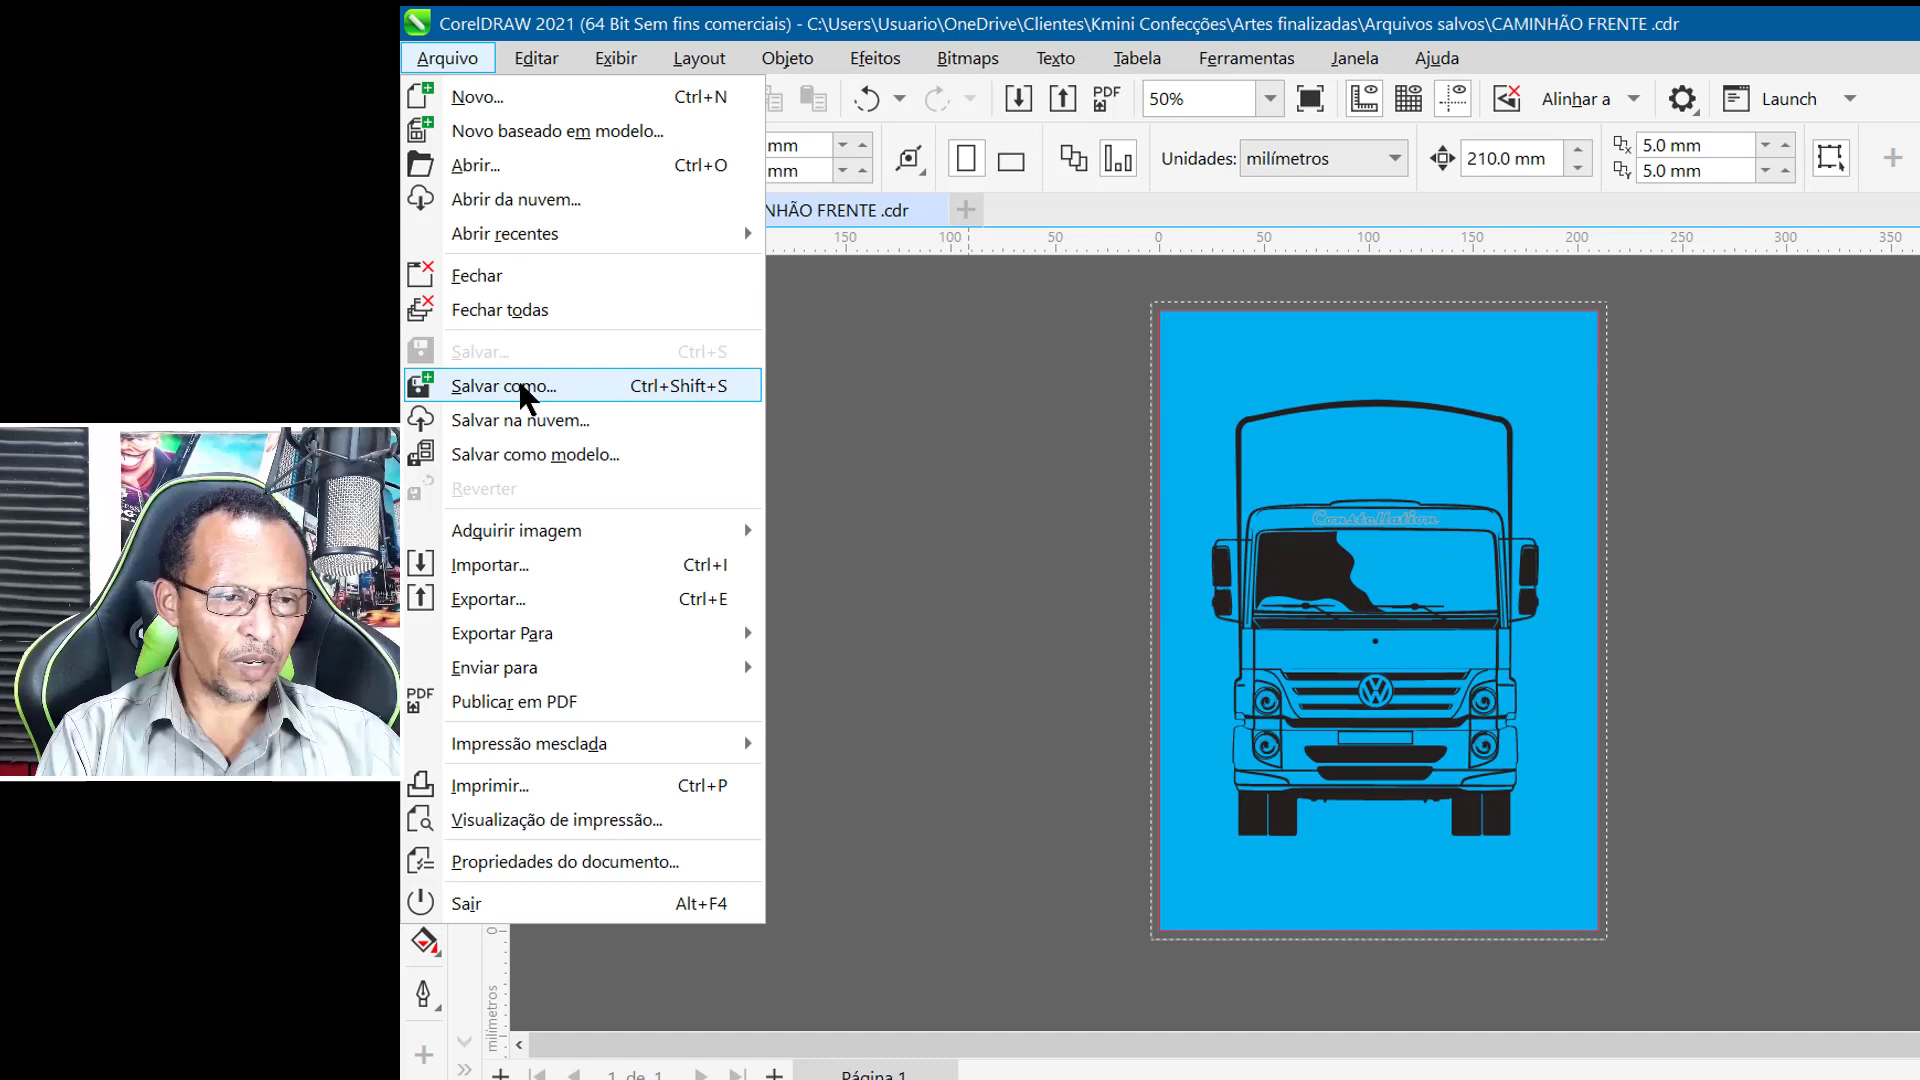 CorelDRAW 2021 (64 Bit Sem fins comerciais) - C:\Users\Usuario\OneDrive\Clientes\Kmini Confecções\Artes finalizadas\Arquivos salvos\CAMINHÃO FRENTE .cdr
Arquivo Editar Exibir Layout Objeto Efeitos Bitmaps Texto Tabela Ferramentas Janela Ajuda
PDF 50% Alinhar a Launch
mm
mm
Unidades: milímetros 210.0 mm
5.0 mm
5.0 mm
NHÃO FRENTE .cdr
150 100 50 0 50 100 150 200 250 300 350
Novo... Ctrl+N
Novo baseado em modelo...
Abrir... Ctrl+O
Abrir da nuvem...
Abrir recentes
Fechar
Fechar todas
Salvar... Ctrl+S
Salvar como... Ctrl+Shift+S
Salvar na nuvem...
Salvar como modelo...
Reverter
Adquirir imagem
Importar... Ctrl+I
Exportar... Ctrl+E
Exportar Para
Enviar para
PDF Publicar em PDF
Impressão mesclada
Imprimir... Ctrl+P
Visualização de impressão...
Propriedades do documento...
Sair Alt+F4
Constellation
0
milímetros
1 de 1
Página 1